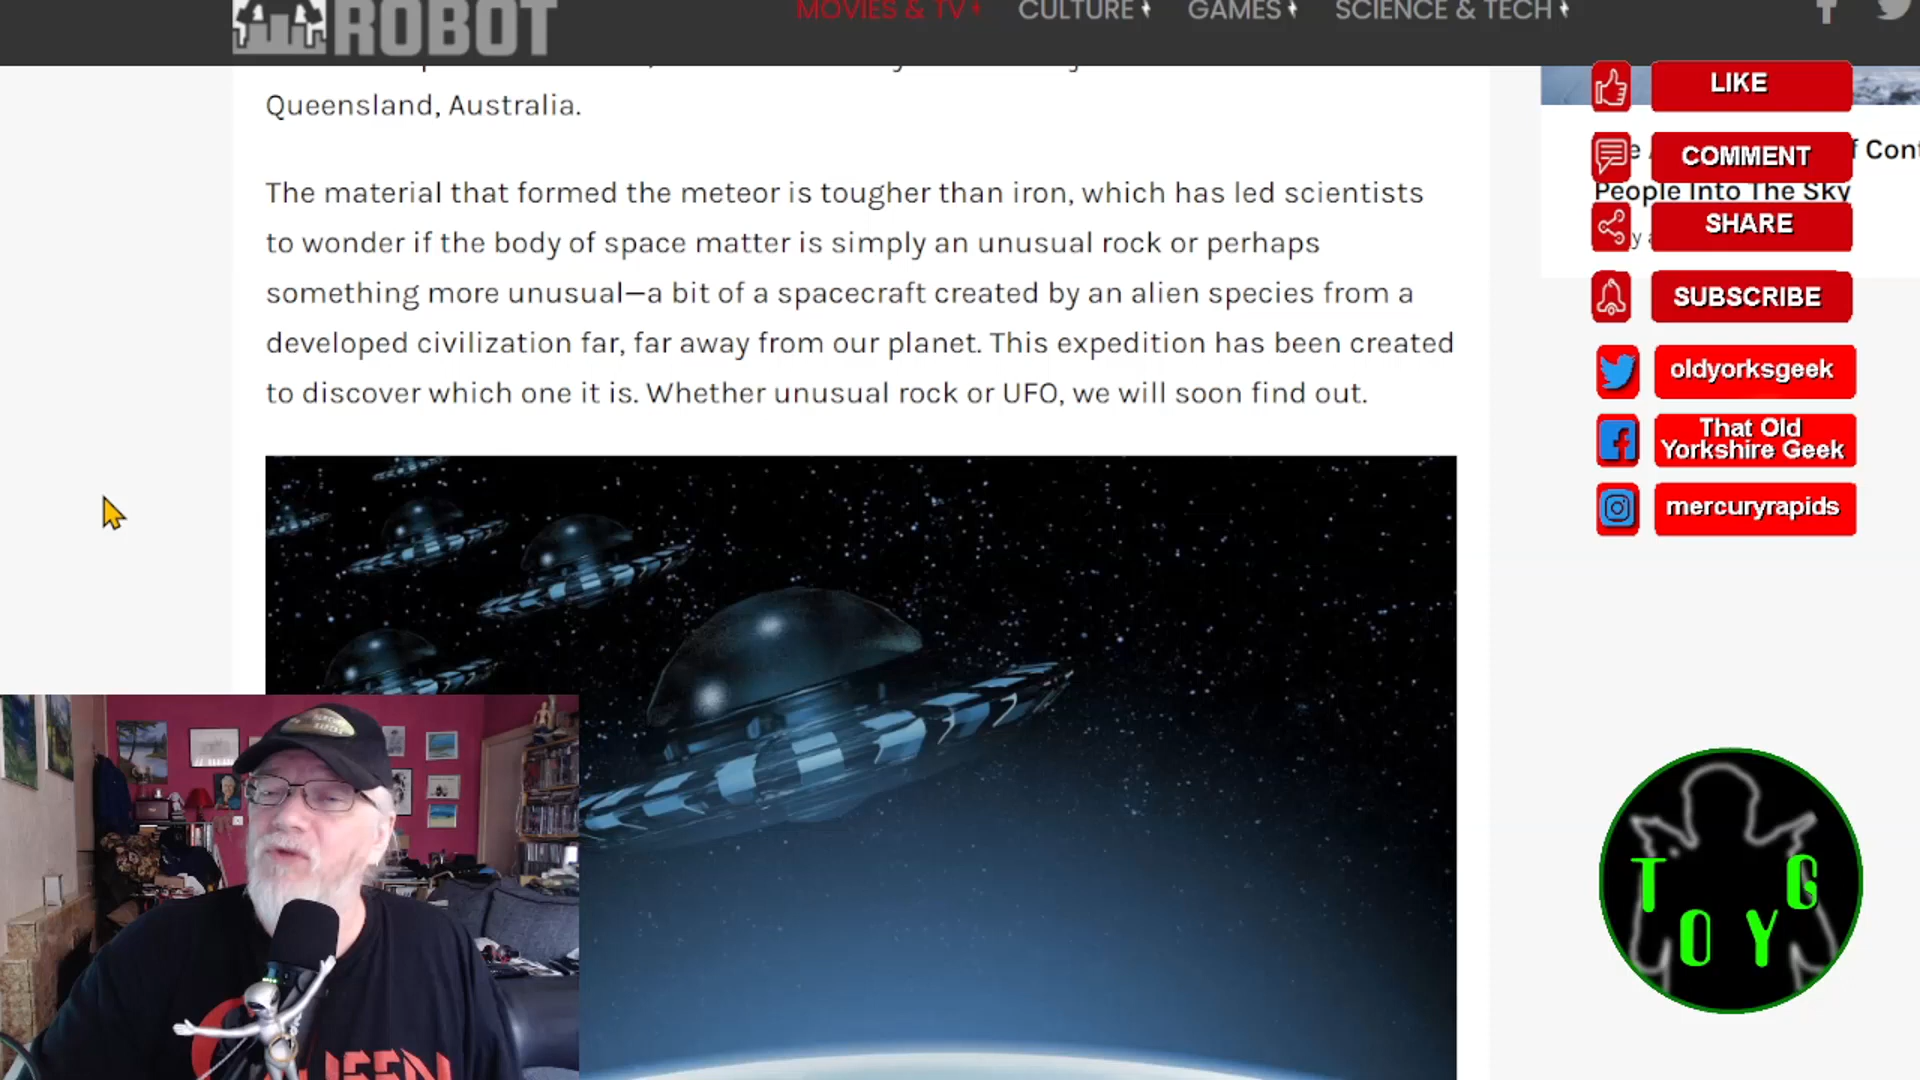 ROBOT
MOVIES & TV
CULTURE
GAMES
SCIENCE & TECH
Queensland, Australia.
The material that formed the meteor is tougher than iron, which has led scientists
to wonder if the body of space matter is simply an unusual rock or perhaps
something more unusual—a bit of a spacecraft created by an alien species from a
developed civilization far, far away from our planet. This expedition has been created
to discover which one it is. Whether unusual rock or UFO, we will soon find out.
LIKE
COMMENT
People Into The Sky
SHARE
SUBSCRIBE
oldyorksgeek
That Old
Yorkshire Geek
mercuryrapids
T O Y G
QUEEN